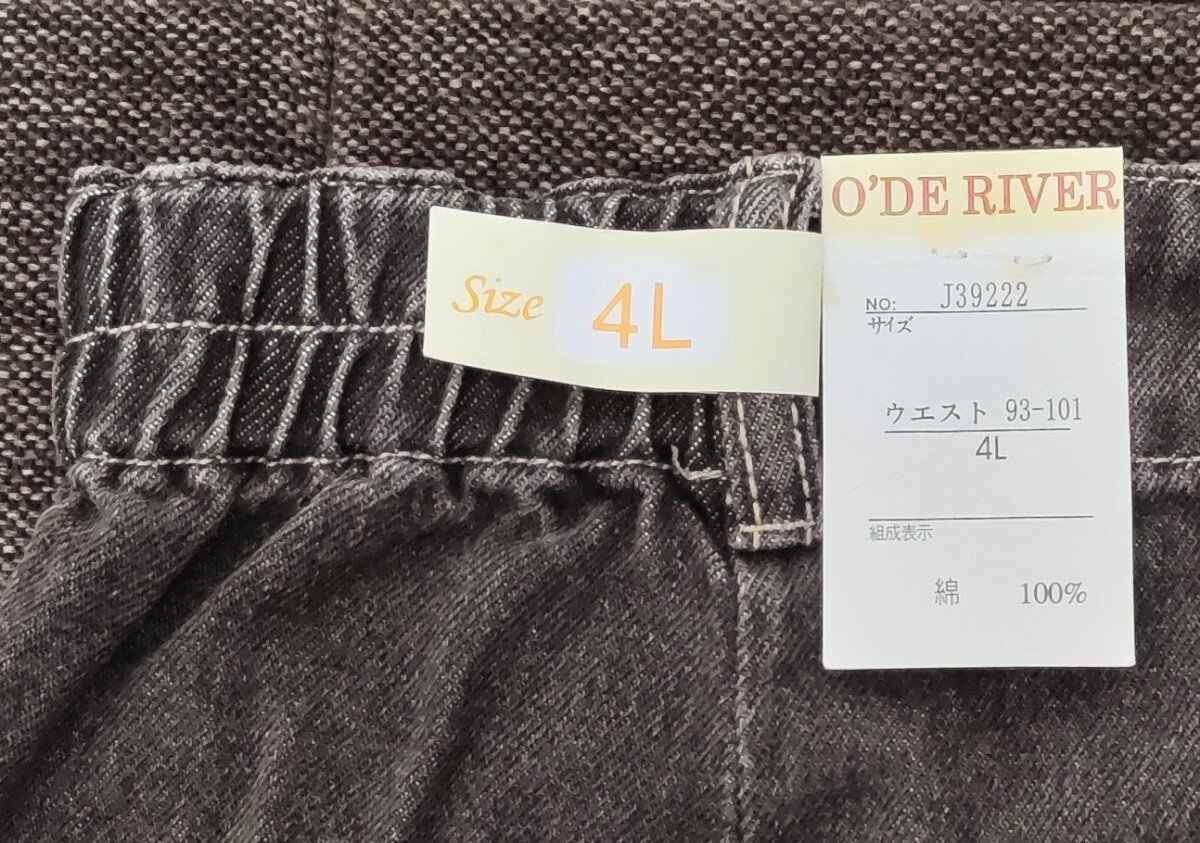 Size 4L
O'DE RIVER
NO: J39222
サイズ
ウエスト 93-101
4L
組成表示
綿 100%